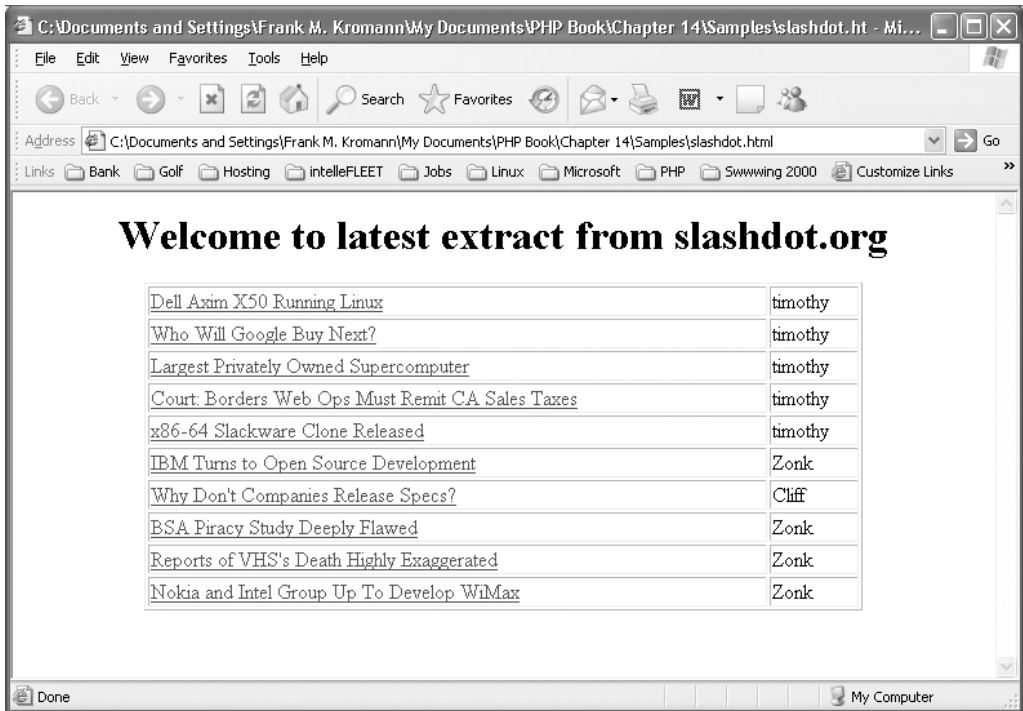 C:\Documents and Settings\Frank M. Kromann\My Documents\PHP Book\Chapter 14\Samples\slashdot.ht - Mi...
File Edit View Favorites Tools Help
Back Search Favorites
Address C:\Documents and Settings\Frank M. Kromann\My Documents\PHP Book\Chapter 14\Samples\slashdot.html Go
Links Bank Golf Hosting intelleFLEET Jobs Linux Microsoft PHP Swwwing 2000 Customize Links »
Welcome to latest extract from slashdot.org
Dell Axim X50 Running Linux timothy
Who Will Google Buy Next? timothy
Largest Privately Owned Supercomputer timothy
Court: Borders Web Ops Must Remit CA Sales Taxes timothy
x86-64 Slackware Clone Released timothy
IBM Turns to Open Source Development Zonk
Why Don't Companies Release Specs? Cliff
BSA Piracy Study Deeply Flawed Zonk
Reports of VHS's Death Highly Exaggerated Zonk
Nokia and Intel Group Up To Develop WiMax Zonk
Done My Computer